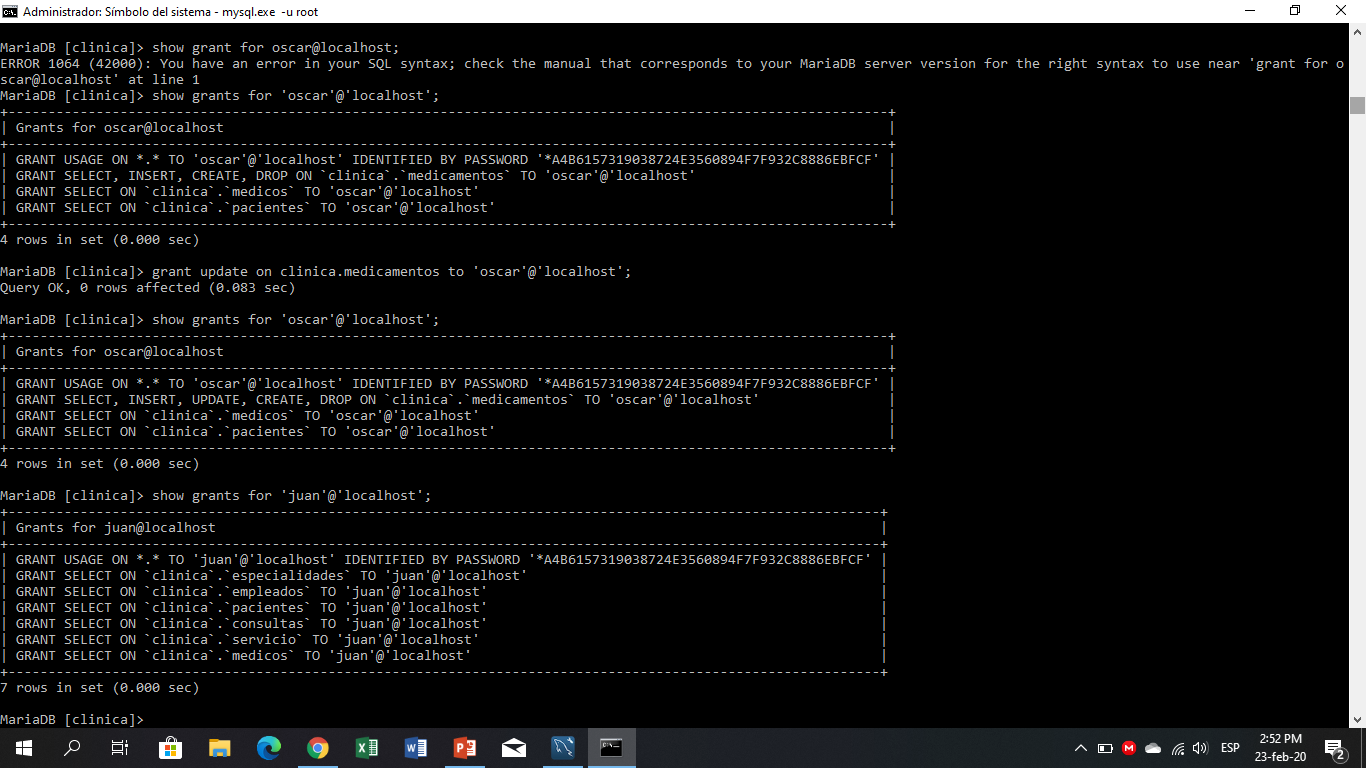 Administrador: Símbolo del sistema - mysql.exe -u root
MariaDB [clinica]> show grant for oscar@localhost;
ERROR 1064 (42000): You have an error in your SQL syntax; check the manual that corresponds to your MariaDB server version for the right syntax to use near 'grant for o
scar@localhost' at line 1
MariaDB [clinica]> show grants for 'oscar'@'localhost';
+--------------------------------------------------------------------------------------------------------------+
| Grants for oscar@localhost                                                                                   |
+--------------------------------------------------------------------------------------------------------------+
| GRANT USAGE ON *.* TO 'oscar'@'localhost' IDENTIFIED BY PASSWORD '*A4B6157319038724E3560894F7F932C8886EBFCF' |
| GRANT SELECT, INSERT, CREATE, DROP ON `clinica`.`medicamentos` TO 'oscar'@'localhost'                        |
| GRANT SELECT ON `clinica`.`medicos` TO 'oscar'@'localhost'                                                   |
| GRANT SELECT ON `clinica`.`pacientes` TO 'oscar'@'localhost'                                                 |
+--------------------------------------------------------------------------------------------------------------+
4 rows in set (0.000 sec)
MariaDB [clinica]> grant update on clinica.medicamentos to 'oscar'@'localhost';
Query OK, 0 rows affected (0.083 sec)
MariaDB [clinica]> show grants for 'oscar'@'localhost';
+--------------------------------------------------------------------------------------------------------------+
| Grants for oscar@localhost                                                                                   |
+--------------------------------------------------------------------------------------------------------------+
| GRANT USAGE ON *.* TO 'oscar'@'localhost' IDENTIFIED BY PASSWORD '*A4B6157319038724E3560894F7F932C8886EBFCF' |
| GRANT SELECT, INSERT, UPDATE, CREATE, DROP ON `clinica`.`medicamentos` TO 'oscar'@'localhost'                |
| GRANT SELECT ON `clinica`.`medicos` TO 'oscar'@'localhost'                                                   |
| GRANT SELECT ON `clinica`.`pacientes` TO 'oscar'@'localhost'                                                 |
+--------------------------------------------------------------------------------------------------------------+
4 rows in set (0.000 sec)
MariaDB [clinica]> show grants for 'juan'@'localhost';
+-------------------------------------------------------------------------------------------------------------+
| Grants for juan@localhost                                                                                   |
+-------------------------------------------------------------------------------------------------------------+
| GRANT USAGE ON *.* TO 'juan'@'localhost' IDENTIFIED BY PASSWORD '*A4B6157319038724E3560894F7F932C8886EBFCF' |
| GRANT SELECT ON `clinica`.`especialidades` TO 'juan'@'localhost'                                            |
| GRANT SELECT ON `clinica`.`empleados` TO 'juan'@'localhost'                                                 |
| GRANT SELECT ON `clinica`.`pacientes` TO 'juan'@'localhost'                                                 |
| GRANT SELECT ON `clinica`.`consultas` TO 'juan'@'localhost'                                                 |
| GRANT SELECT ON `clinica`.`servicio` TO 'juan'@'localhost'                                                  |
| GRANT SELECT ON `clinica`.`medicos` TO 'juan'@'localhost'                                                   |
+-------------------------------------------------------------------------------------------------------------+
7 rows in set (0.000 sec)
MariaDB [clinica]>
ESP
2:52 PM
23-feb-20
2